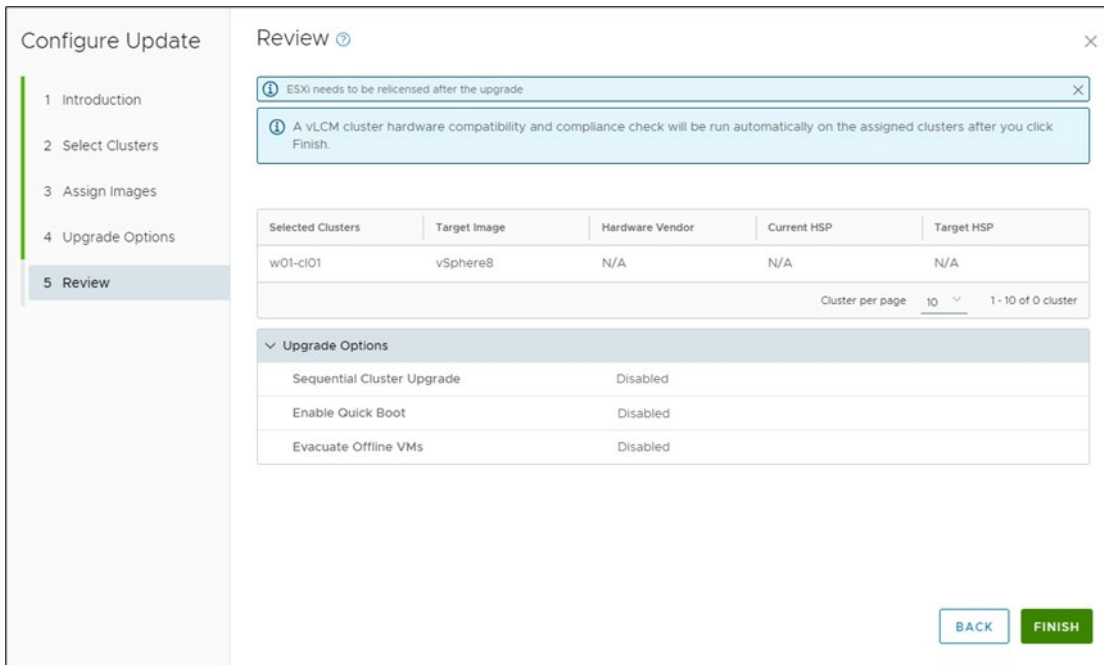 Configure Update
1 Introduction
2 Select Clusters
3 Assign Images
4 Upgrade Options
5 Review
Review
ESXi needs to be relicensed after the upgrade
A vLCM cluster hardware compatibility and compliance check will be run automatically on the assigned clusters after you click
Finish.
Selected Clusters Target Image Hardware Vendor Current HSP Target HSP
w01-cl01 vSphere8 N/A N/A N/A
Cluster per page 10 1 - 10 of 0 cluster
Upgrade Options
Sequential Cluster Upgrade Disabled
Enable Quick Boot Disabled
Evacuate Offline VMs Disabled
BACK FINISH